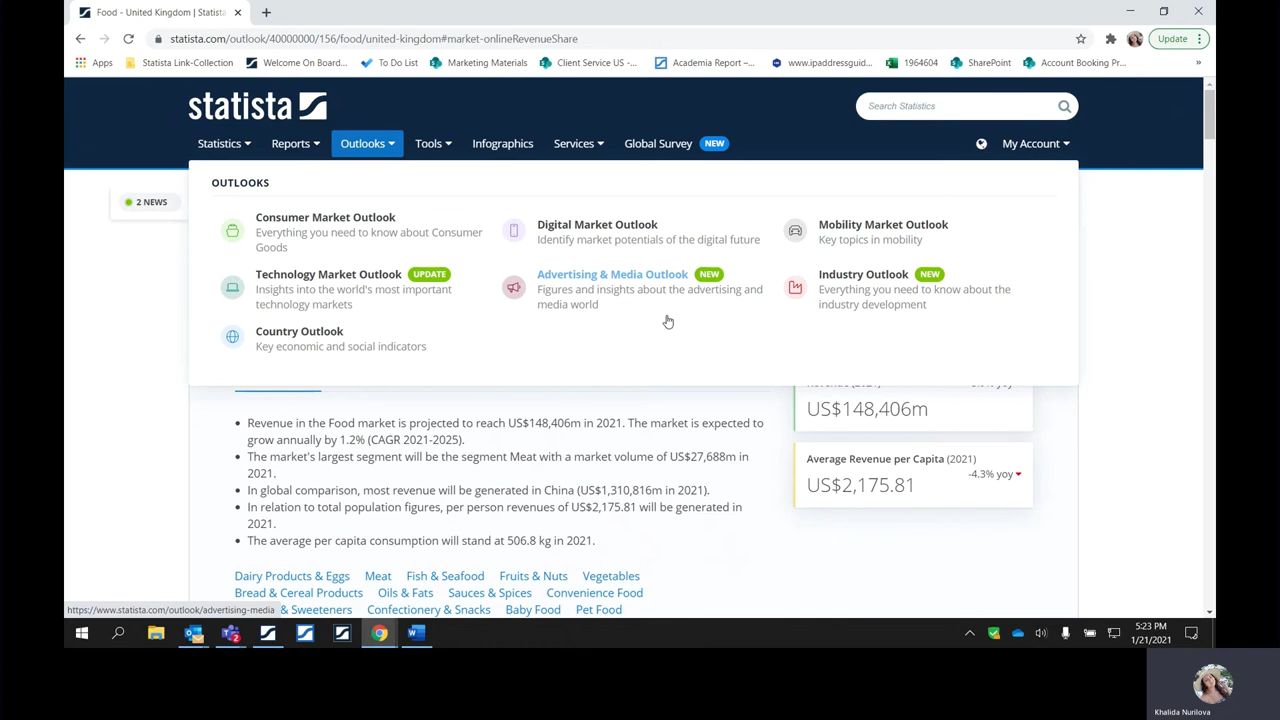 Food - United Kingdom | Statista
statista.com/outlook/40000000/156/food/united-kingdom#market-onlineRevenueShare
Update
Apps
Statista Link-Collection
Welcome On Board...
To Do List
Marketing Materials
Client Service US -...
Academia Report –...
www.ipaddressguid...
1964604
SharePoint
Account Booking Pr...
»
statista
Search Statistics
Statistics
Reports
Outlooks
Tools
Infographics
Services
Global Survey NEW
My Account
2 NEWS
OUTLOOKS
Consumer Market Outlook
Everything you need to know about Consumer
Goods
Digital Market Outlook
Identify market potentials of the digital future
Mobility Market Outlook
Key topics in mobility
Technology Market Outlook UPDATE
Insights into the world's most important
technology markets
Advertising & Media Outlook NEW
Figures and insights about the advertising and
media world
Industry Outlook NEW
Everything you need to know about the
industry development
Country Outlook
Key economic and social indicators
US$148,406m
Average Revenue per Capita (2021)
-4.3% yoy
US$2,175.81
• Revenue in the Food market is projected to reach US$148,406m in 2021. The market is expected to
grow annually by 1.2% (CAGR 2021-2025).
• The market's largest segment will be the segment Meat with a market volume of US$27,688m in
2021.
• In global comparison, most revenue will be generated in China (US$1,310,816m in 2021).
• In relation to total population figures, per person revenues of US$2,175.81 will be generated in
2021.
• The average per capita consumption will stand at 506.8 kg in 2021.
Dairy Products & Eggs Meat Fish & Seafood Fruits & Nuts Vegetables
Bread & Cereal Products Oils & Fats Sauces & Spices Convenience Food
& Sweeteners Confectionery & Snacks Baby Food Pet Food
https://www.statista.com/outlook/advertising-media
5:23 PM
1/21/2021
Khalida Nurilova